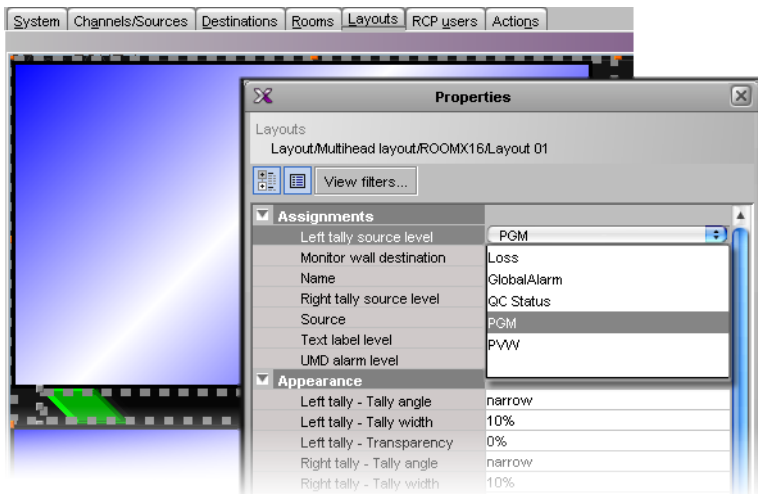 System Channels/Sources Destinations Rooms Layouts RCP users Actions
Properties
Layouts
Layout/Multihead layout/ROOMX16/Layout 01
View filters...
Assignments
Left tally source level PGM
Monitor wall destination Loss
Name GlobalAlarm
Right tally source level QC Status
Source PGM
Text label level PVW
UMD alarm level
Appearance
Left tally - Tally angle narrow
Left tally - Tally width 10%
Left tally - Transparency 0%
Right tally - Tally angle narrow
Right tally - Tally width 10%